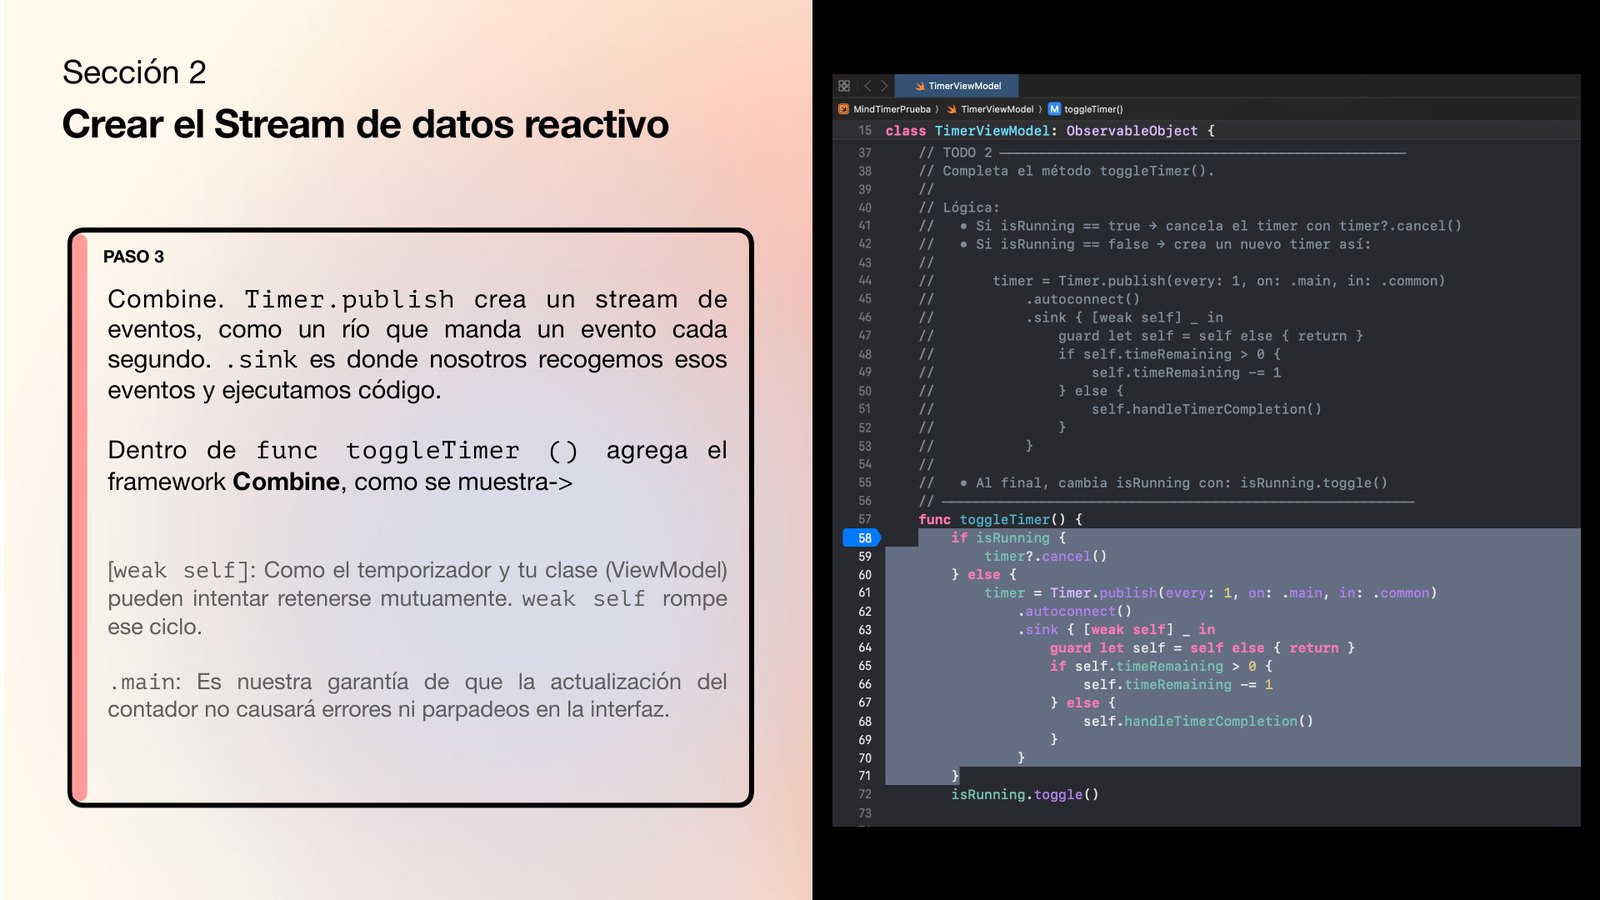 Sección 2
Crear el Stream de datos reactivo
PASO 3
Combine. Timer.publish crea un stream de
eventos, como un río que manda un evento cada
segundo. .sink es donde nosotros recogemos esos
eventos y ejecutamos código.
Dentro de func toggleTimer () agrega el
framework Combine, como se muestra->
[weak self]: Como el temporizador y tu clase (ViewModel)
pueden intentar retenerse mutuamente. weak self rompe
ese ciclo.
.main: Es nuestra garantía de que la actualización del
contador no causará errores ni parpadeos en la interfaz.
TimerViewModel
MindTimerPrueba ⟩ TimerViewModel ⟩ M toggleTimer()
15 class TimerViewModel: ObservableObject {
37 // TODO 2 ──────────────────────────
38 // Completa el método toggleTimer().
39 //
40 // Lógica:
41 //   • Si isRunning == true → cancela el timer con timer?.cancel()
42 //   • Si isRunning == false → crea un nuevo timer así:
43 //
44 //       timer = Timer.publish(every: 1, on: .main, in: .common)
45 //           .autoconnect()
46 //           .sink { [weak self] _ in
47 //               guard let self = self else { return }
48 //               if self.timeRemaining > 0 {
49 //                   self.timeRemaining -= 1
50 //               } else {
51 //                   self.handleTimerCompletion()
52 //               }
53 //           }
54 //
55 //   • Al final, cambia isRunning con: isRunning.toggle()
56 // ──────────────────────────
57 func toggleTimer() {
58     if isRunning {
59         timer?.cancel()
60     } else {
61         timer = Timer.publish(every: 1, on: .main, in: .common)
62             .autoconnect()
63             .sink { [weak self] _ in
64                 guard let self = self else { return }
65                 if self.timeRemaining > 0 {
66                     self.timeRemaining -= 1
67                 } else {
68                     self.handleTimerCompletion()
69                 }
70             }
71     }
72     isRunning.toggle()
73